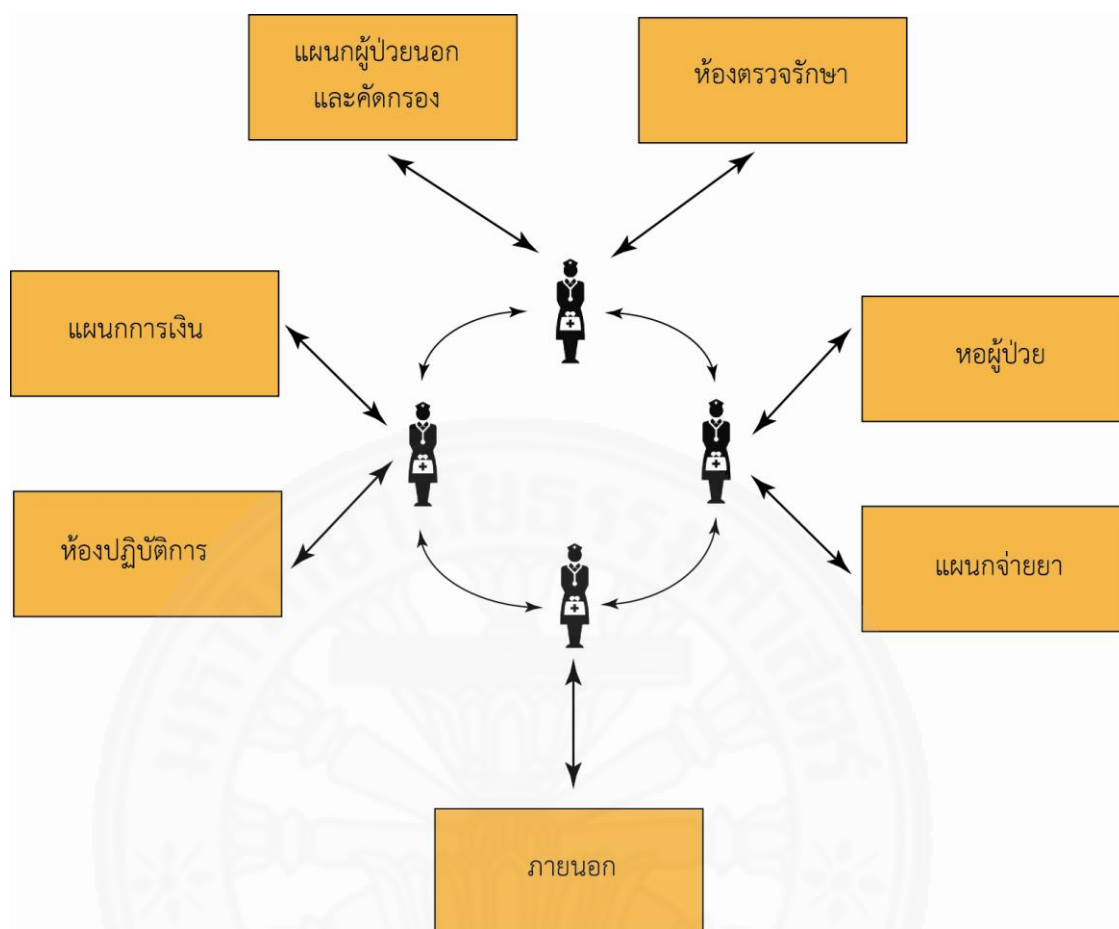 แผนกผู้ป่วยนอก
และคัดกรอง
ห้องตรวจรักษา
แผนกการเงิน
หอผู้ป่วย
ห้องปฏิบัติการ
แผนกจ่ายยา
ภายนอก